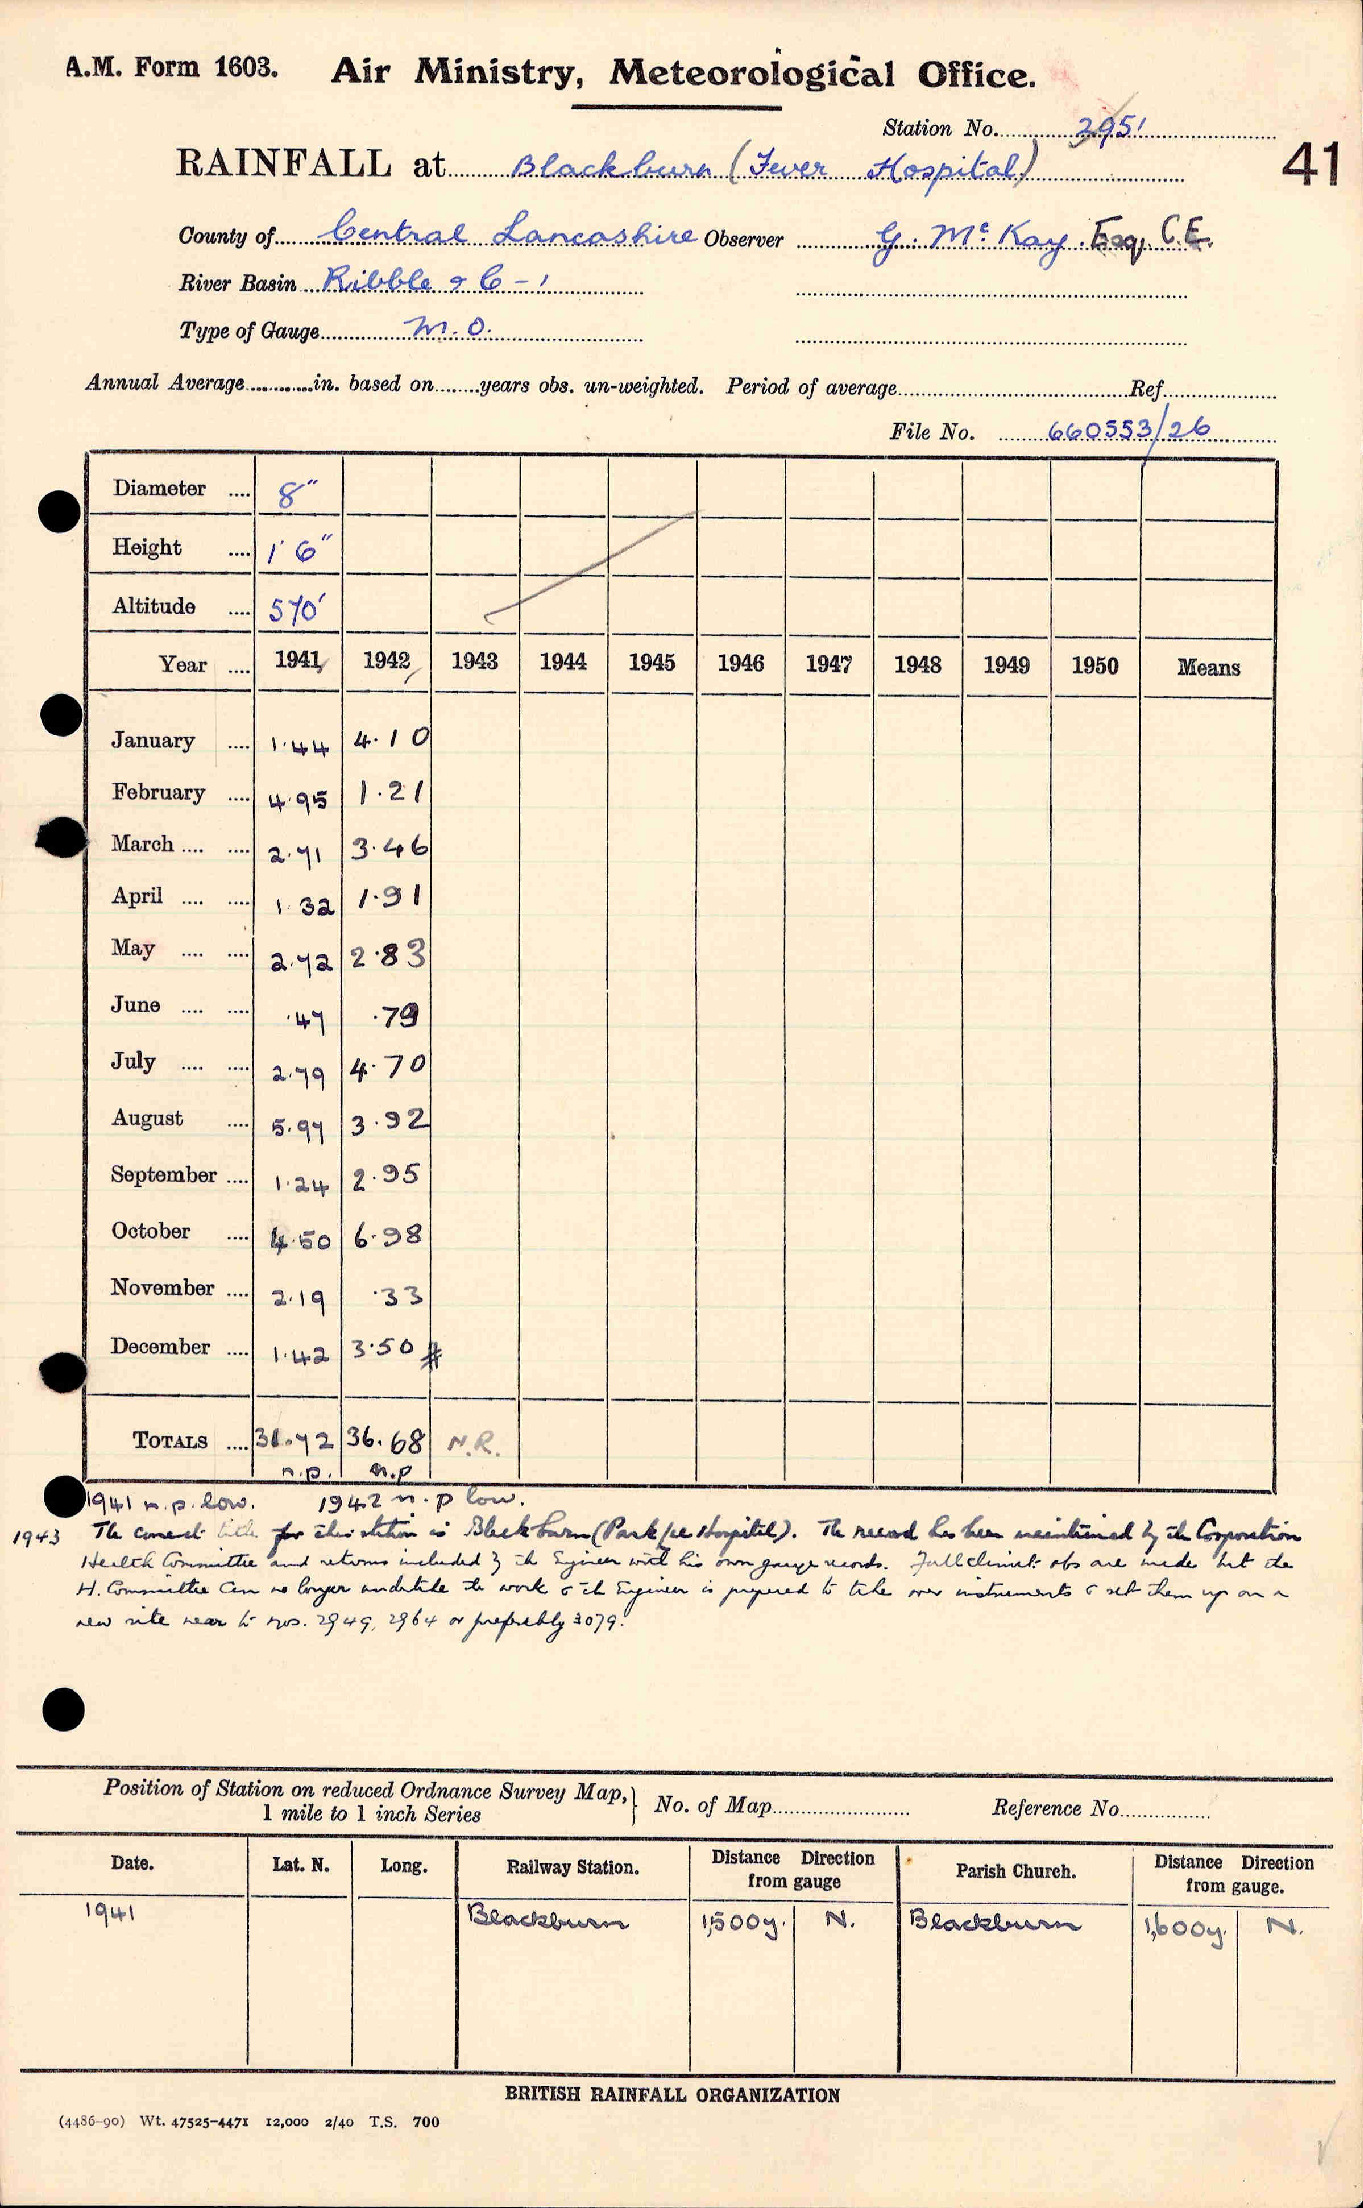 A.M. Form 1603. Air Ministry, Meteorological Office.
Station No. 2951
41
RAINFALL at Blackburn (Fever Hospital)
County of Central Lancashire Observer G. McKay. Esq, C.E.
River Basin Ribble & C - 1
Type of Gauge M.O.
Annual Average in. based on years obs. un-weighted. Period of average Ref.
File No. 660553/26
Diameter 8"
Height 1' 6"
Altitude 570'
Year 1941 1942 1943 1944 1945 1946 1947 1948 1949 1950 Means
January 1.44 4.10
February 4.95 1.21
March 2.71 3.46
April 1.32 1.91
May 2.72 2.83
June .47 .79
July 2.79 4.70
August 5.97 3.92
September 1.24 2.95
October 4.50 6.98
November 2.19 .33
December 1.42 3.50 #
TOTALS 31.72 36.68 N.R.
n.p. n.p
1941 n.p. low. 1942 n.p low.
1943 The correct title for this station is Blackburn (Park Lee Hospital). The record has been maintained by the Corporation
Health Committee and returns included by the Engineer with his own gauge records. Full climat. obs are made but the
H. Committee can no longer undertake the work & the Engineer is prepared to take over instruments & set them up on a
new site near to nos. 2949, 2964 or preferably 3079.
Position of Station on reduced Ordnance Survey Map, } No. of Map Reference No.
1 mile to 1 inch Series
Date. Lat. N. Long. Railway Station. Distance Direction from gauge Parish Church. Distance Direction from gauge.
1941 Blackburn 1,500y. N. Blackburn 1,600y. N.
BRITISH RAINFALL ORGANIZATION
(4486-90) Wt. 47525-4471 12,000 2/40 T.S. 700